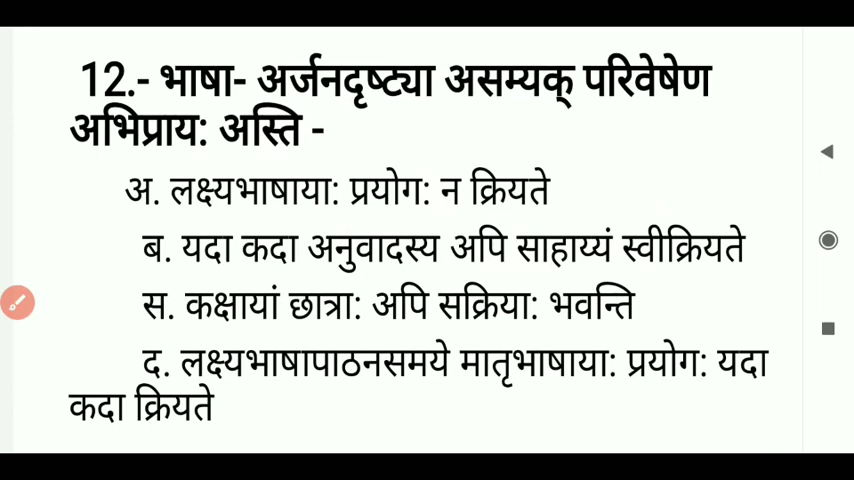 12.- भाषा- अर्जनदृष्ट्या असम्यक् परिवेषेण
अभिप्राय: अस्ति -
अ. लक्ष्यभाषाया: प्रयोग: न क्रियते
ब. यदा कदा अनुवादस्य अपि साहाय्यं स्वीक्रियते
स. कक्षायां छात्रा: अपि सक्रिया: भवन्ति
द. लक्ष्यभाषापाठनसमये मातृभाषाया: प्रयोग: यदा
कदा क्रियते